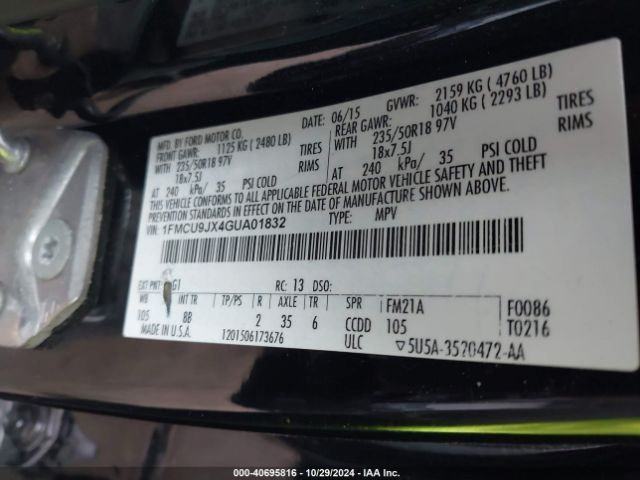 MFD. BY FORD MOTOR CO.
DATE: 06/15 GVWR: 2159 KG ( 4760 LB)
FRONT GAWR: 1125 KG ( 2480 LB)
REAR GAWR: 1040 KG ( 2293 LB)
WITH 235/50R18 97V TIRES
WITH 235/50R18 97V TIRES
18x7.5J RIMS
18x7.5J RIMS
AT 240 kPa/ 35 PSI COLD
AT 240 kPa/ 35 PSI COLD
THIS VEHICLE CONFORMS TO ALL APPLICABLE FEDERAL MOTOR VEHICLE SAFETY AND THEFT
PREVENTION STANDARDS IN EFFECT ON THE DATE OF MANUFACTURE SHOWN ABOVE.
VIN: 1FMCU9JX4GUA01832
TYPE: MPV
EXT PNT: G1 RC: 13 DSO:
WB INT TR TP/PS R AXLE TR SPR FM21A F0086
105 8B 2 35 6 CCDD 105 T0216
MADE IN U.S.A. 1201506173676 ULC ▽5U5A-3520472-AA
000-40695816 - 10/29/2024 - IAA Inc.